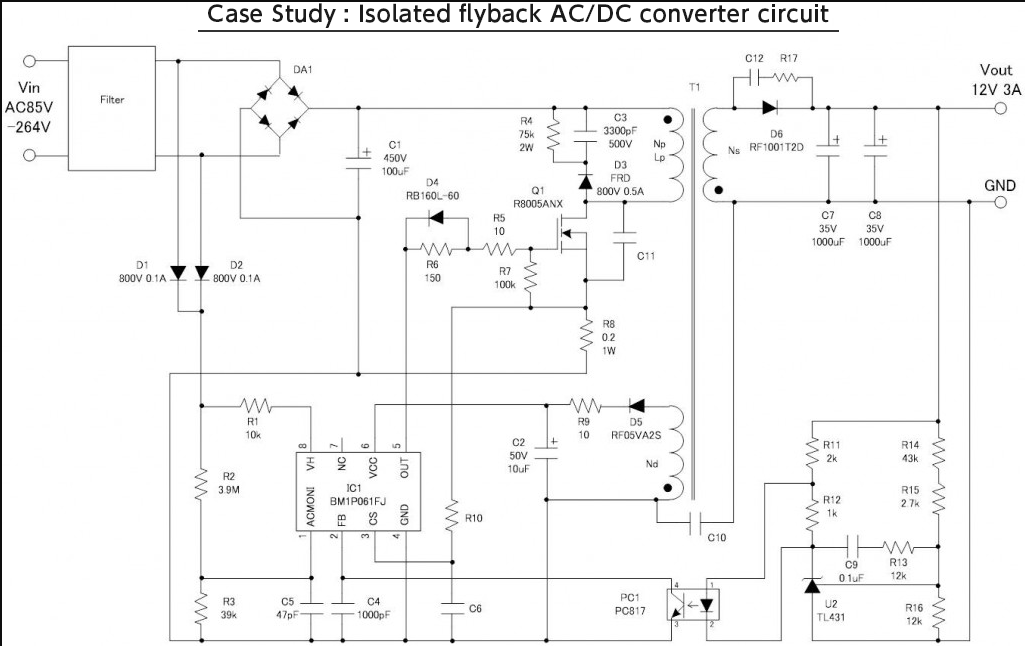 Case Study : Isolated flyback AC/DC converter circuit
Vin
AC85V
-264V
Filter
DA1
C1
450V
100uF
R4
75k
2W
C3
3300pF
500V
D3
FRD
800V 0.5A
T1
Np
Lp
Ns
C12
R17
D6
RF1001T2D
Vout
12V 3A
GND
C7
35V
1000uF
C8
35V
1000uF
D4
RB160L-60
Q1
R8005ANX
R5
10
R6
150
R7
100k
C11
D1
800V 0.1A
D2
800V 0.1A
R8
0.2
1W
R1
10k
R2
3.9M
R3
39k
8
7
6
5
VH
NC
VCC
OUT
IC1
BM1P061FJ
ACMONI
FB
CS
GND
1
2
3
4
C2
50V
10uF
R9
10
D5
RF05VA2S
Nd
R10
C10
C5
47pF
C4
1000pF
C6
PC1
PC817
4
1
3
2
R11
2k
R12
1k
R14
43k
R15
2.7k
C9
0.1uF
R13
12k
U2
TL431
R16
12k